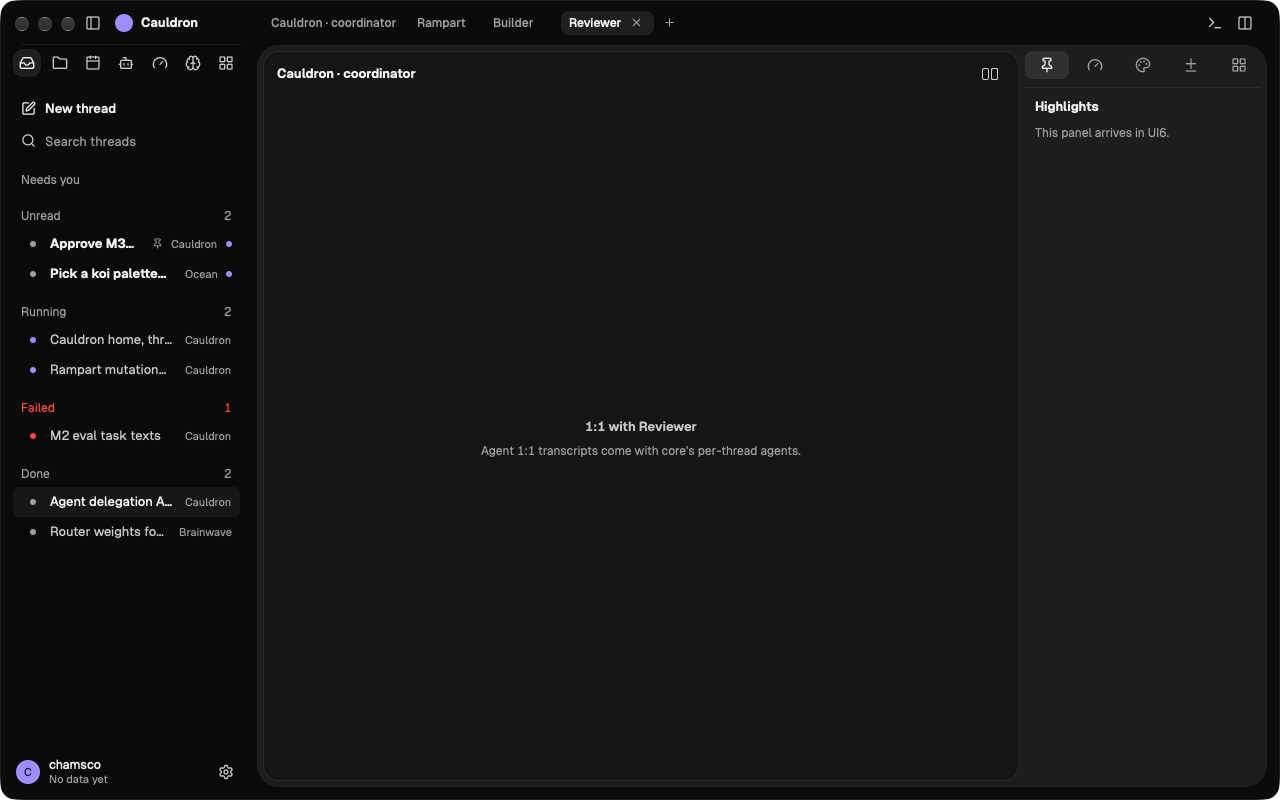 Cauldron
Cauldron · coordinator
Rampart
Builder
Reviewer
New thread
Search threads
Needs you
Unread 2
Approve M3... Cauldron
Pick a koi palette... Ocean
Running 2
Cauldron home, thr... Cauldron
Rampart mutation... Cauldron
Failed 1
M2 eval task texts Cauldron
Done 2
Agent delegation A... Cauldron
Router weights fo... Brainwave
C
chamsco
No data yet
Cauldron · coordinator
1:1 with Reviewer
Agent 1:1 transcripts come with core's per-thread agents.
Highlights
This panel arrives in UI6.